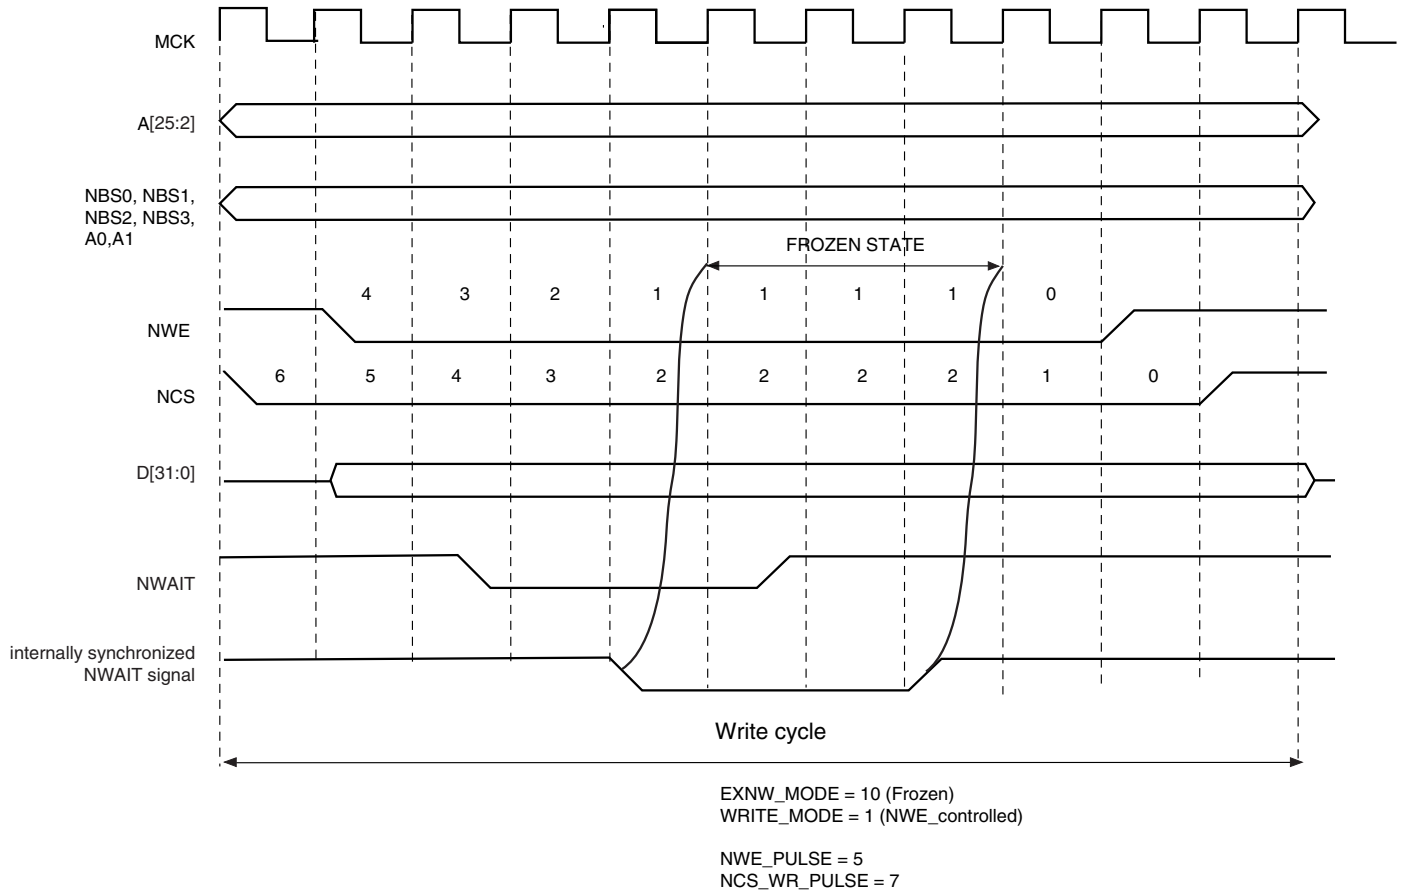 MCK
A[25:2]
NBS0, NBS1,
NBS2, NBS3,
A0,A1
FROZEN STATE
4 3 2 1 1 1 1 0
NWE
6 5 4 3 2 2 2 2 1 0
NCS
D[31:0]
NWAIT
internally synchronized
NWAIT signal
Write cycle
EXNW_MODE = 10 (Frozen)
WRITE_MODE = 1 (NWE_controlled)
NWE_PULSE = 5
NCS_WR_PULSE = 7